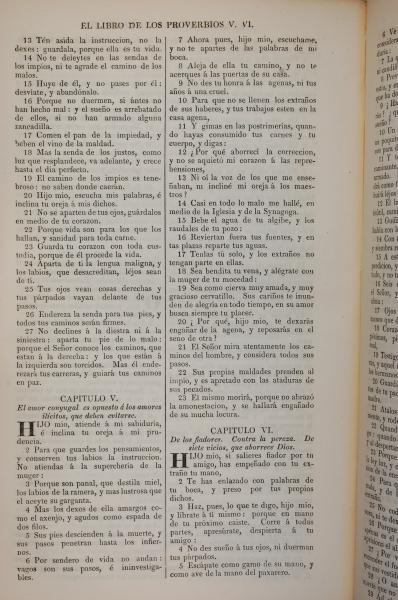 EL LIBRO DE LOS PROVERBIOS V. VI.
13 Tén asida la instruccion, no la
dexes: guardala, porque ella es tu vida.
14 No te deleytes en las sendas de
los impios, ni te agrade el camino de los
malos.
15 Huye de él, y no pases por él:
desviate, y abandónalo.
16 Porque no duermen, si ántes no
han hecho mal: y el sueño es arrebatado
de ellos, si no han armado alguna
zancadilla.
17 Comen el pan de la impiedad, y
beben el vino de la maldad.
18 Mas la senda de los justos, como
luz que resplandece, va adelante, y crece
hasta el dia perfecto.
19 El camino de los impios es tene-
broso: no saben donde caerán.
20 Hijo mio, escucha mis palabras, é
inclina tu oreja á mis dichos.
21 No se aparten de tus ojos, guárdalos
en medio de tu corazon.
22 Porque vida son para los que los
hallan, y sanidad para toda carne.
23 Guarda tu corazon con toda cus-
todia, porque de él procede la vida.
24 Aparta de tí la lengua maligna, y
los labios, que desacreditan, léjos sean
de tí.
25 Tus ojos vean cosas derechas y
tus párpados vayan delante de tus
pasos.
26 Endereza la senda para tus pies, y
todos tus caminos serán firmes.
27 No declines á la diestra ni á la
siniestra: aparta tu pie de lo malo:
porque el Señor conoce los caminos, que
estan á la derecha: y los que están á
la izquierda son torcidos. Mas él ende-
rezará tus carreras, y guiará tus caminos
en paz.
CAPITULO V.
El amor conyugal es opuesto á los amores
ilícitos, que deben evitarse.
HIJO mio, atiende á mi sabiduría,
é inclina tu oreja á mi pru-
dencia.
2 Para que guardes los pensamientos,
y conserven tus labios la instruccion.
No atiendas á la superchería de la
muger:
3 Porque son panal, que destila miel,
los labios de la ramera, y mas lustrosa que
el aceyte su garganta.
4 Mas los dexos de ella amargos co-
mo el axenjo, y agudos como espada de
dos filos.
5 Sus pies descienden á la muerte, y
sus pasos penetran hasta los infier-
nos.
6 Por sendero de vida no andan:
vagos son sus pasos, é ininvestiga-
bles.
7 Ahora pues, hijo mio, escuchame,
y no te apartes de las palabras de mi
boca.
8 Aleja de ella tu camino, y no te
acerques á las puertas de su casa.
9 No des tu honra á las agenas, ni tus
años á una cruel.
10 Para que no se llenen los extraños
de sus haberes, y tus trabajos esten en la
casa agena,
11 Y gimas en las postrimerías, quan-
do hayas consumido tus carnes y tu
cuerpo, y digas:
12 ¿Por qué aborrecí la correccion,
y no se aquietó mi corazon á las repre-
hensiones,
13 Ni oí la voz de los que me ense-
ñaban, ni incliné mi oreja á los maes-
tros?
14 Casi en todo lo malo me hallé, en
medio de la Iglesia y de la Synagoga.
15 Bebe el agua de tu algibe, y los
raudales de tu pozo:
16 Reviertan fuera tus fuentes, y en
las plazas reparte tus aguas.
17 Tenlas tú solo, y los extraños no
tengan parte en ellas.
18 Sea bendita tu vena, y alégrate con
la muger de tu mocedad:
19 Sea como cierva muy amada, y muy
gracioso cervatillo. Sus cariños te inun-
den de alegria en todo tiempo, en su amor
busca siempre tu placer.
20 ¿Por qué, hijo mio, te dexarás
engañar de la agena, y reposarás en el
seno de otra?
21 El Señor mira atentamente los ca-
minos del hombre, y considera todos sus
pasos.
22 Sus propias maldades prenden al
impio, y es apretado con las ataduras de
sus pecados.
23 El mismo morirá, porque no abrazó
la amonestacion, y se hallará engañado
de su mucha locura.
CAPITULO VI.
De los fiadores. Contra la pereza. De
siete vicios, que aborrece Dios.
HIJO mio, si salieres fiador por tu
amigo, has empeñado con tu ex-
traño tu mano,
2 Te has enlazado con palabras de
tu boca, y preso por tus propias
dichos.
3 Haz, pues, lo que te digo, hijo mio,
y librate á tí mismo: porque en mano
de tu próximo caiste. Corre á todas
partes, apresúrate, despierta á tu
amigo:
4 No des sueño á tus ojos, ni duerman
tus párpados.
5 Escápate como gamo de su mano, y
como ave de la mano del paxarero.